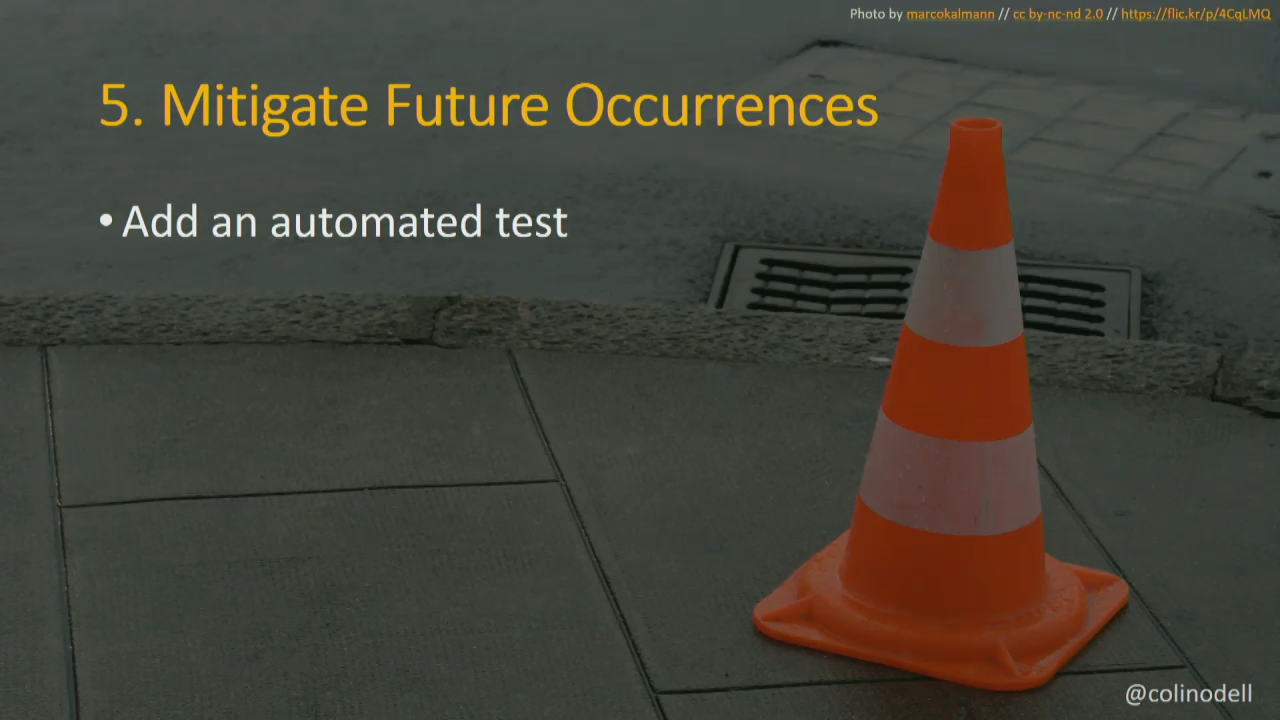 Photo by marcokalmann // cc by-nc-nd 2.0 // https://flic.kr/p/4CqLMQ
5. Mitigate Future Occurrences
• Add an automated test
@colinodell